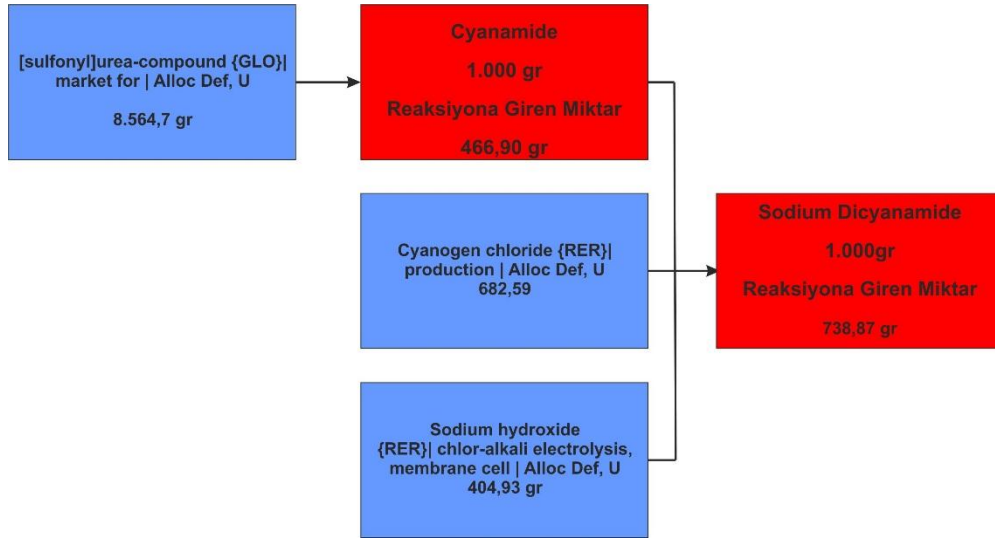 [sulfonyl]urea-compound {GLO}|
market for | Alloc Def, U
8.564,7 gr
Cyanamide
1.000 gr
Reaksiyona Giren Miktar
466,90 gr
Cyanogen chloride {RER}|
production | Alloc Def, U
682,59
Sodium hydroxide
{RER}| chlor-alkali electrolysis,
membrane cell | Alloc Def, U
404,93 gr
Sodium Dicyanamide
1.000gr
Reaksiyona Giren Miktar
738,87 gr